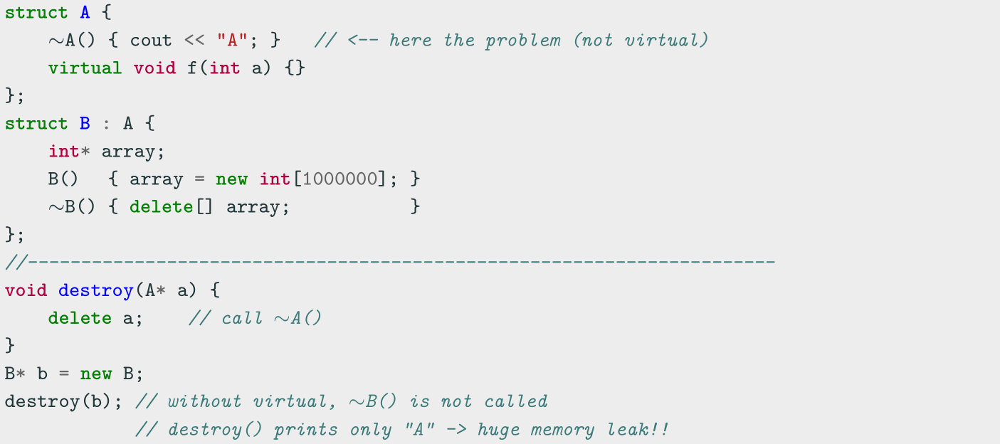 struct A {
    ~A() { cout << "A"; }   // <-- here the problem (not virtual)
    virtual void f(int a) {}
};
struct B : A {
    int* array;
    B()   { array = new int[1000000]; }
    ~B() { delete[] array;           }
};
//----------------------------------------------------------------------
void destroy(A* a) {
    delete a;    // call ~A()
}
B* b = new B;
destroy(b); // without virtual, ~B() is not called
            // destroy() prints only "A" -> huge memory leak!!